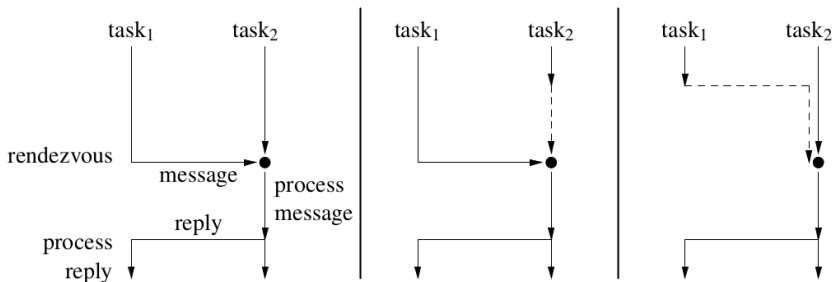 task1 task2 task1 task2 task1 task2
rendezvous
message
process
message
reply
process
reply